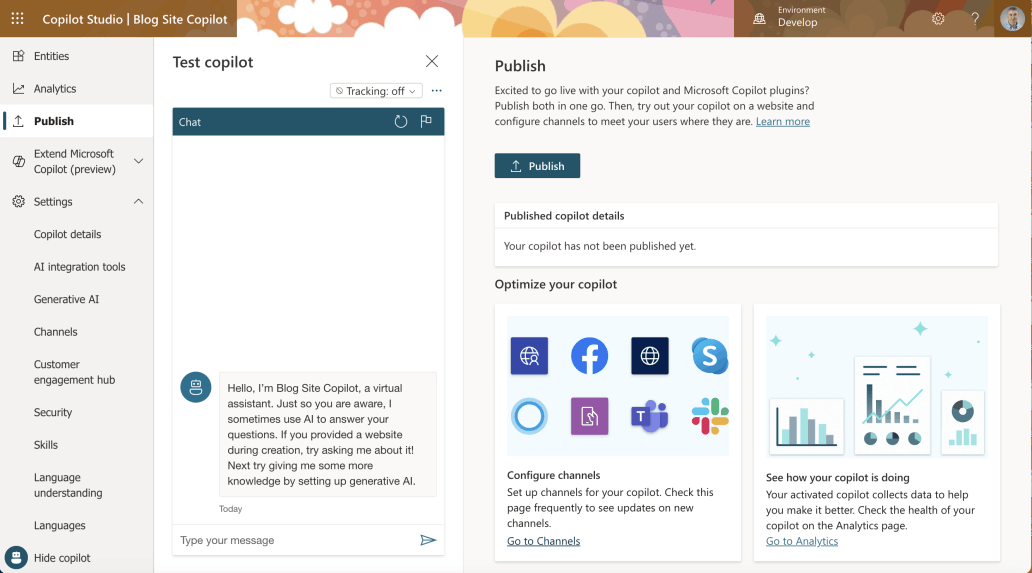 Copilot Studio | Blog Site Copilot
Environment
Develop
?
Entities
Analytics
Publish
Extend Microsoft
Copilot (preview)
Settings
Copilot details
AI integration tools
Generative AI
Channels
Customer
engagement hub
Security
Skills
Language
understanding
Languages
Hide copilot
Test copilot
Tracking: off
Chat
Hello, I'm Blog Site Copilot, a virtual
assistant. Just so you are aware, I
sometimes use AI to answer your
questions. If you provided a website
during creation, try asking me about it!
Next try giving me some more
knowledge by setting up generative AI.
Today
Type your message
Publish
Excited to go live with your copilot and Microsoft Copilot plugins?
Publish both in one go. Then, try out your copilot on a website and
configure channels to meet your users where they are. Learn more
Publish
Published copilot details
Your copilot has not been published yet.
Optimize your copilot
S
T
Configure channels
Set up channels for your copilot. Check this
page frequently to see updates on new
channels.
Go to Channels
See how your copilot is doing
Your activated copilot collects data to help
you make it better. Check the health of your
copilot on the Analytics page.
Go to Analytics